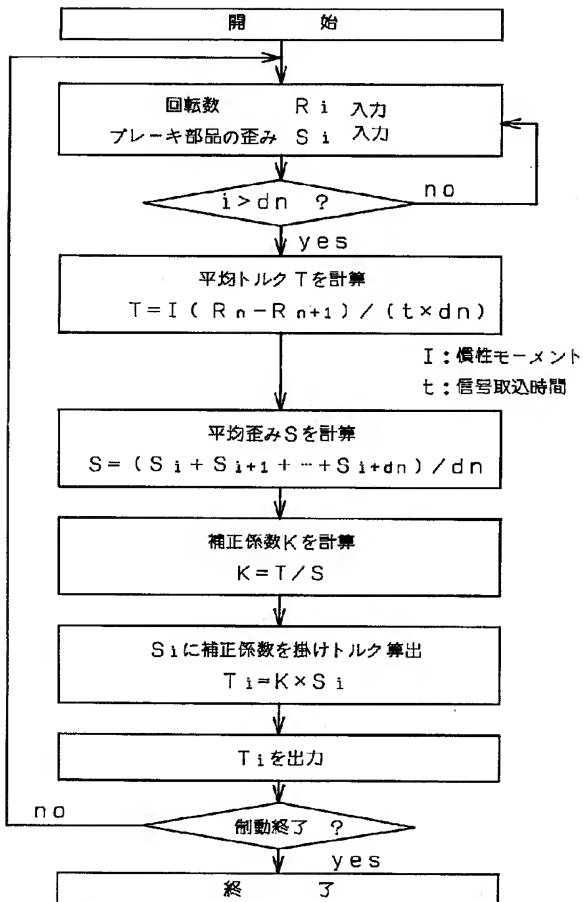 開 始
回転数 Ri 入力
ブレーキ部品の歪み Si 入力
no
i>dn ?
yes
平均トルクTを計算
T=I(Rn-Rn+1)/(t×dn)
I:慣性モーメント
t:信号取込時間
平均歪みSを計算
S=(Si+Si+1+…+Si+dn)/dn
補正係数Kを計算
K=T/S
Siに補正係数を掛けトルク算出
Ti=K×Si
Tiを出力
no
制動終了 ?
yes
終 了